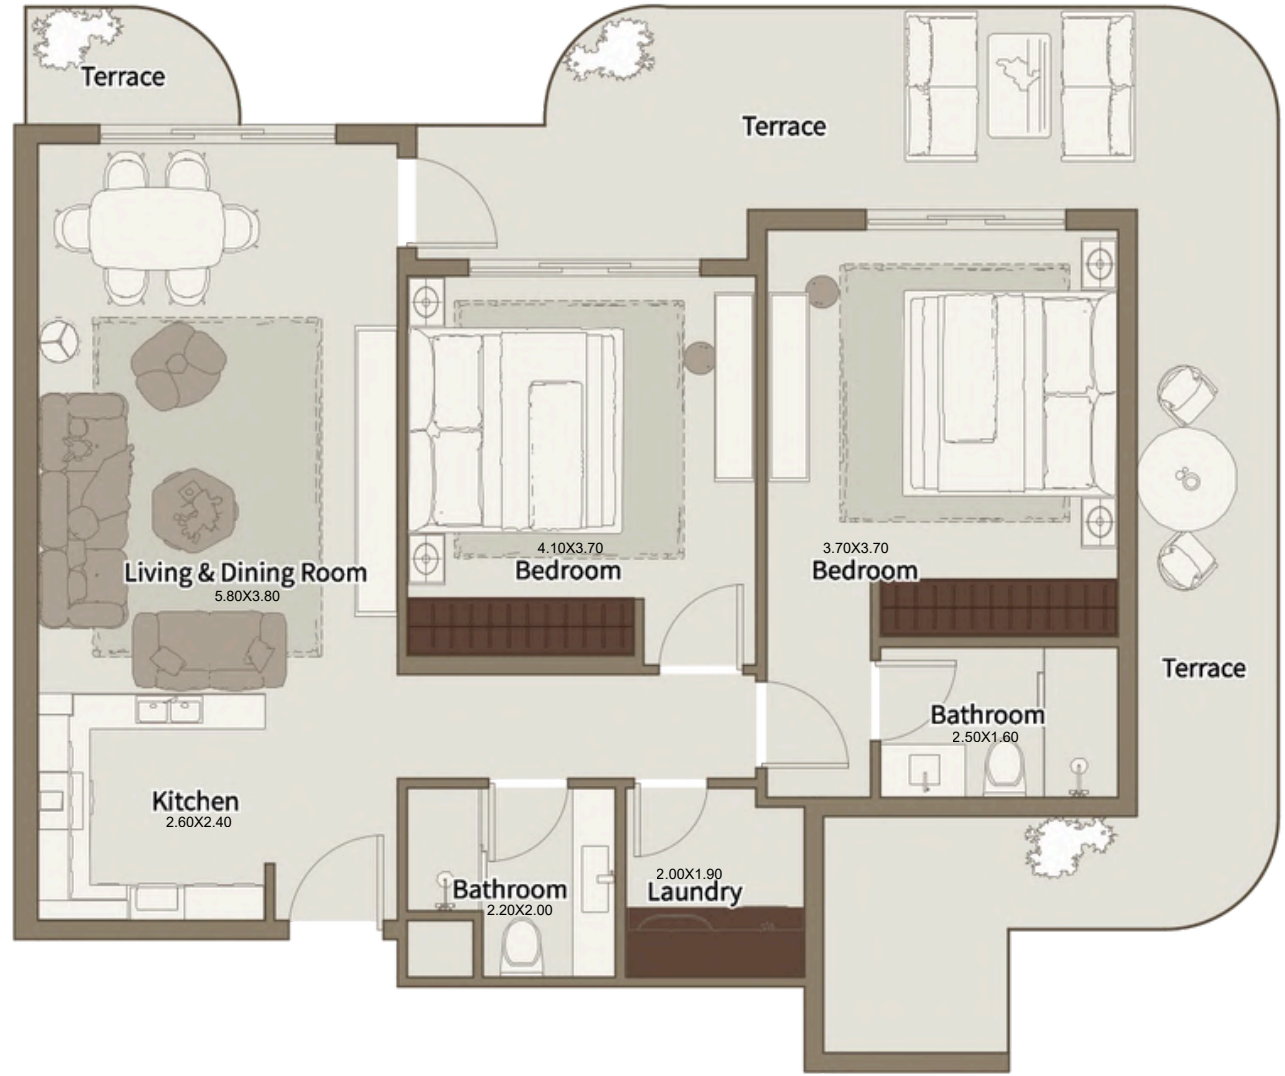 Terrace
Terrace
4.10X3.70
Bedroom
3.70X3.70
Bedroom
Living & Dining Room
5.80X3.80
Terrace
Bathroom
2.50X1.60
Kitchen
2.60X2.40
2.00X1.90
Laundry
Bathroom
2.20X2.00